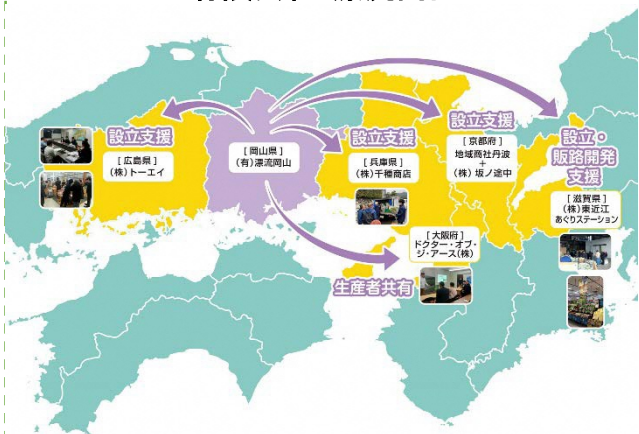 設立支援
[広島県]
(株)トーエイ
[岡山県]
(有)漂流岡山
設立支援
[兵庫県]
(株)千種商店
設立支援
[京都府]
地域商社丹波
+
(株)坂ノ途中
設立・
販路開発
支援
[滋賀県]
(株)東近江
あぐりステーション
[大阪府]
ドクター・オブ・
ジ・アース(株)
生産者共有